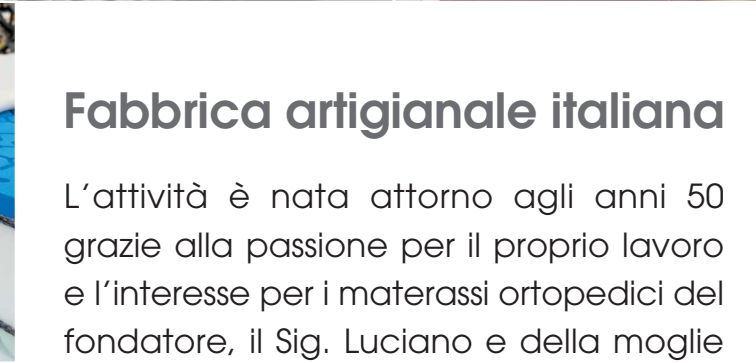 Fabbrica artigianale italiana
L'attività è nata attorno agli anni 50
grazie alla passione per il proprio lavoro
e l'interesse per i materassi ortopedici del
fondatore, il Sig. Luciano e della moglie